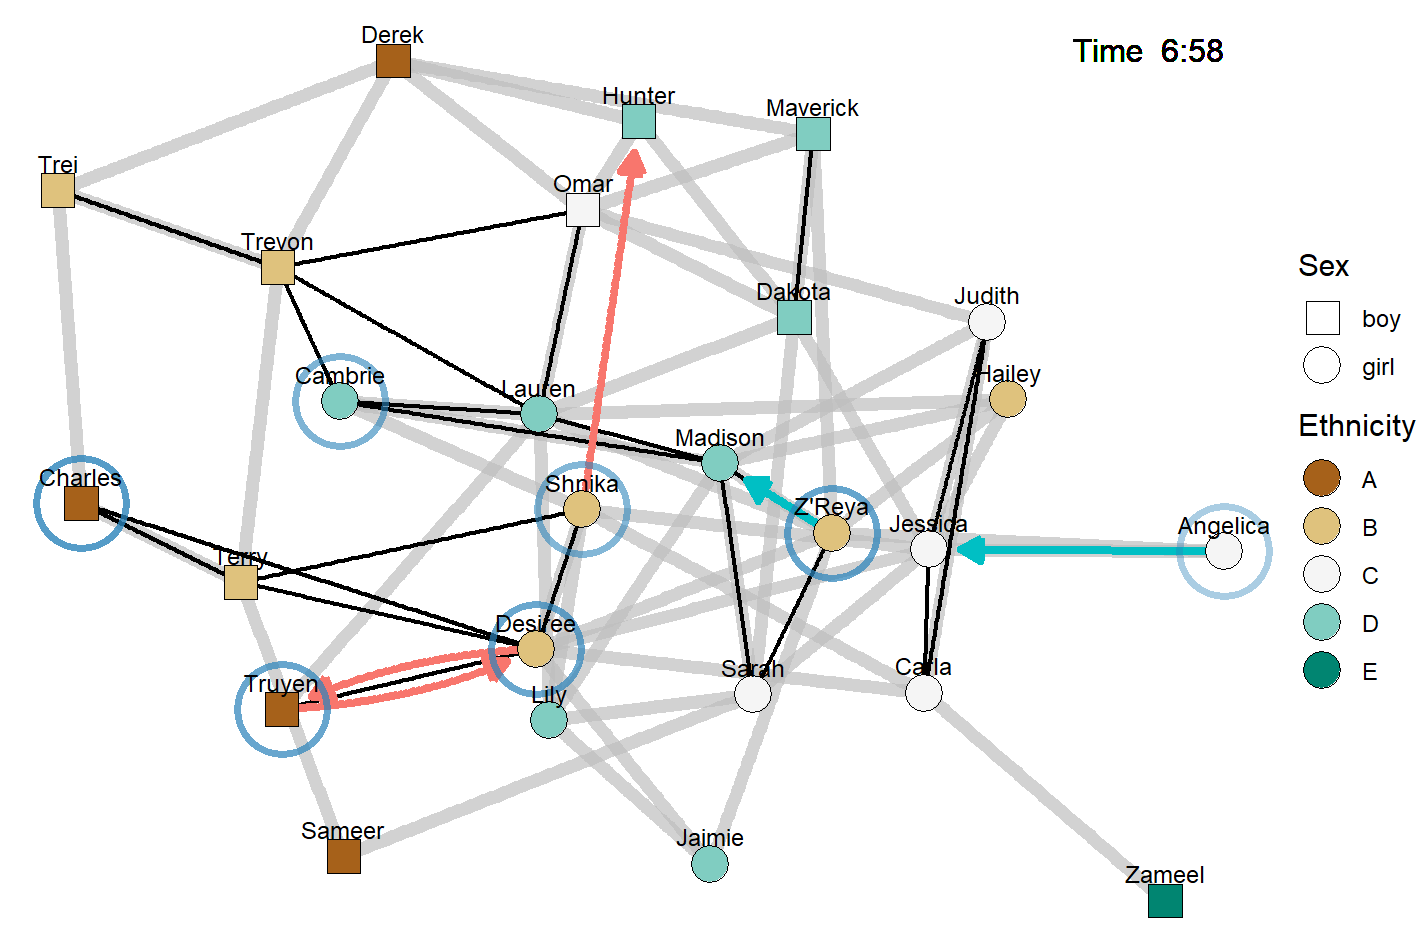 Derek
Time 6:58
Hunter
Maverick
Trei
Omar
Trevon
Sex
Dakota
Judith
boy
girl
Cambrie
Lauren
Hailey
Ethnicity
Madison
Charles
Shnika
A
Z'Reya
Jessica
Angelica
B
Terry
C
Desiree
D
Truyen
Lily
Sarah
Carla
E
Sameer
Jaimie
Zameel